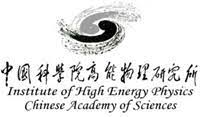 中国科学院高能物理研究所
Institute of High Energy Physics
Chinese Academy of Sciences